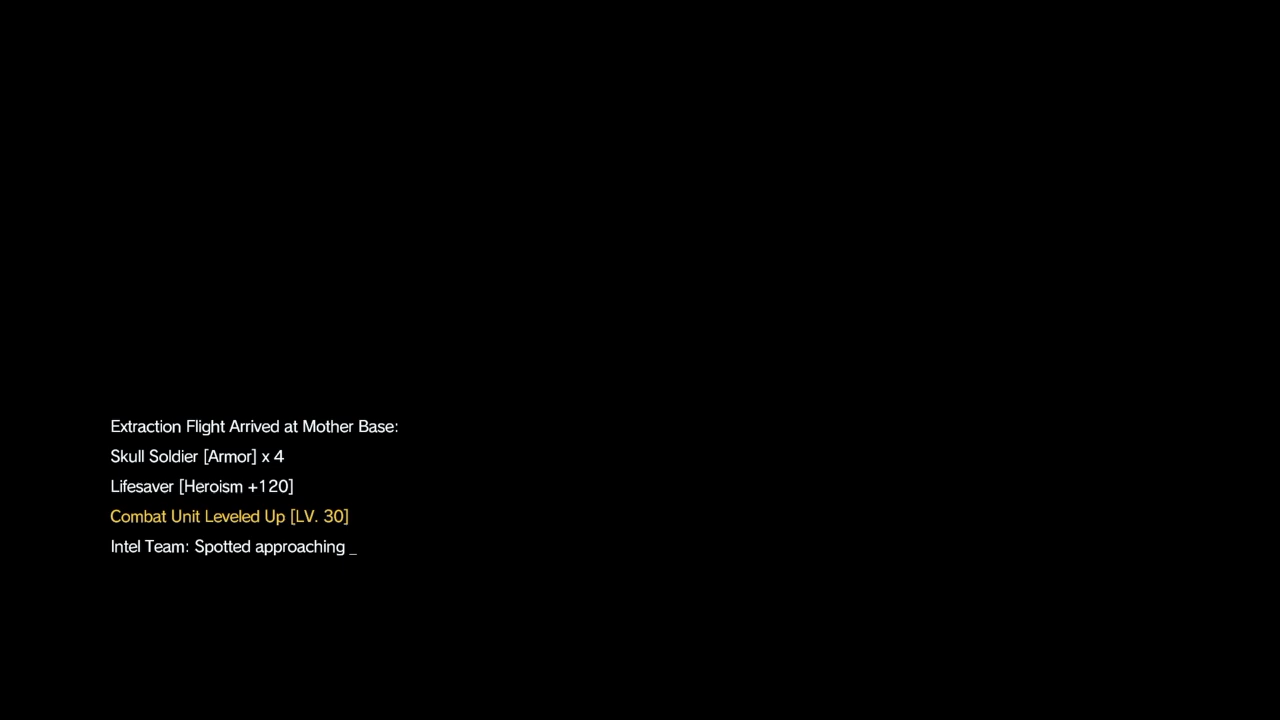 Extraction Flight Arrived at Mother Base:
Skull Soldier [Armor] x 4
Lifesaver [Heroism +120]
Combat Unit Leveled Up [LV. 30]
Intel Team: Spotted approaching _